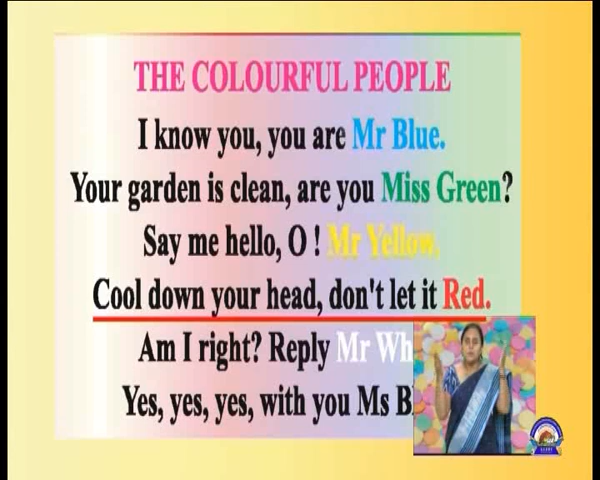 THE COLOURFUL PEOPLE
I know you, you are Mr Blue.
Your garden is clean, are you Miss Green?
Say me hello, O ! Mr Yellow.
Cool down your head, don't let it Red.
Am I right? Reply Mr
Yes, yes, yes, with you Ms